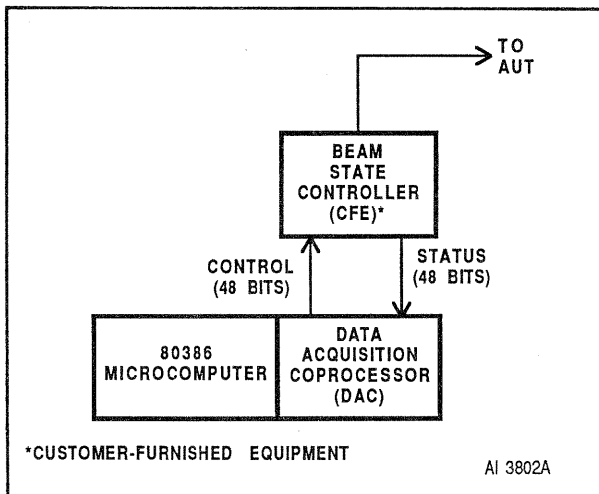 TO
AUT
BEAM
STATE
CONTROLLER
(CFE)*
CONTROL
(48 BITS)
STATUS
(48 BITS)
80386
MICROCOMPUTER
DATA
ACQUISITION
COPROCESSOR
(DAC)
*CUSTOMER-FURNISHED EQUIPMENT
AI 3802A